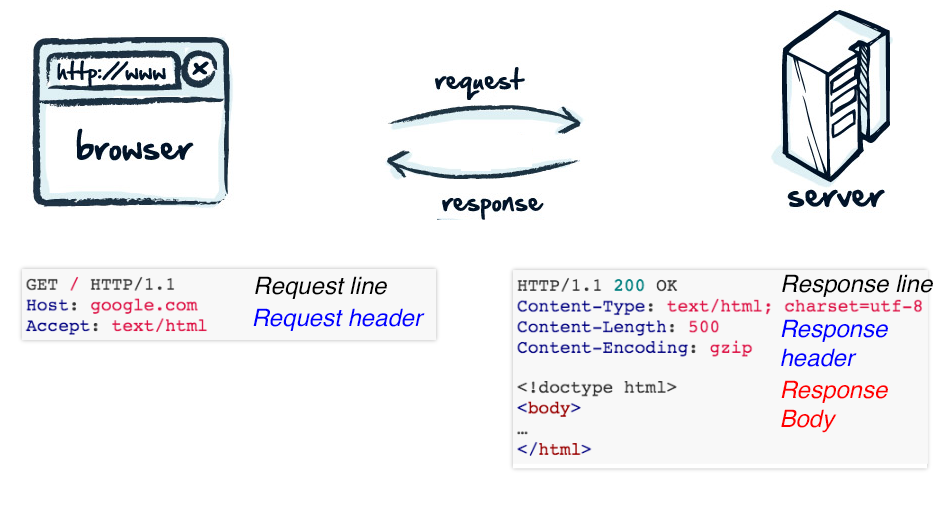 http://www
browser
request
response
server
GET / HTTP/1.1 Request line
Host: google.com
Accept: text/html Request header
HTTP/1.1 200 OK Response line
Content-Type: text/html; charset=utf-8
Content-Length: 500 Response
Content-Encoding: gzip header
<!doctype html> Response
<body> Body
…
</html>